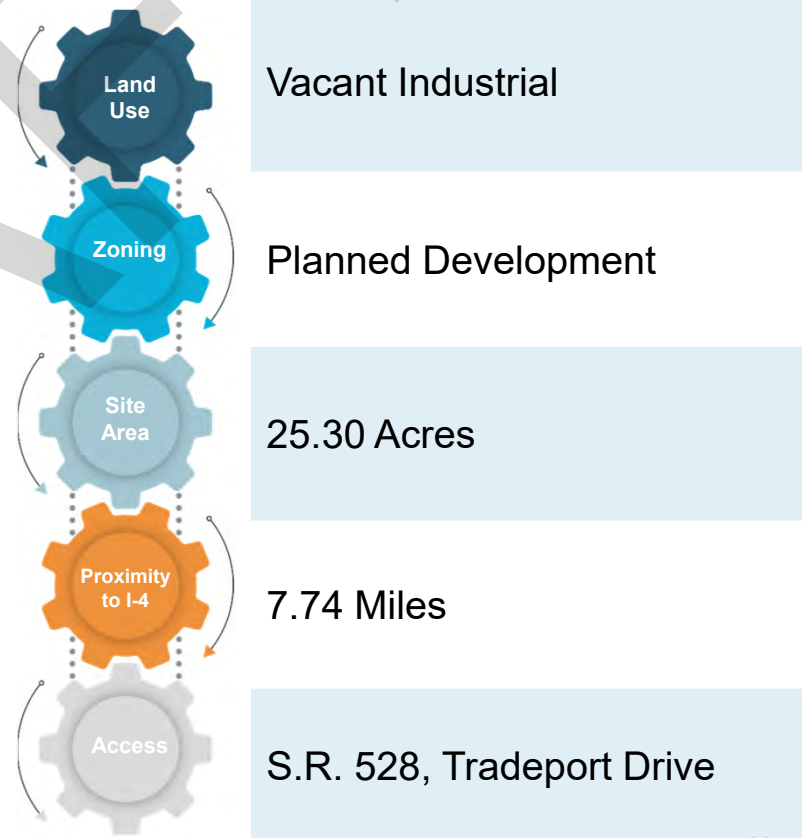 Land
Use
Vacant Industrial
Zoning
Planned Development
Site
Area
25.30 Acres
Proximity
to I-4
7.74 Miles
Access
S.R. 528, Tradeport Drive